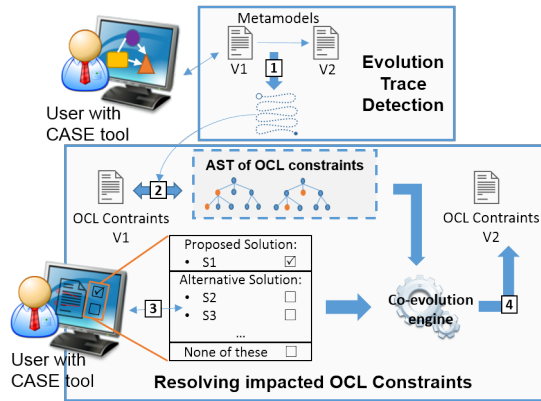 Metamodels
V1
V2
1
Evolution
Trace
Detection
User with
CASE tool
2
AST of OCL constraints
OCL Contraints
V1
OCL Contraints
V2
Proposed Solution:
• S1 ☑
Alternative Solution:
• S2 ☐
• S3 ☐
...
None of these ☐
3
Co-evolution
engine
4
User with
CASE tool
Resolving impacted OCL Constraints